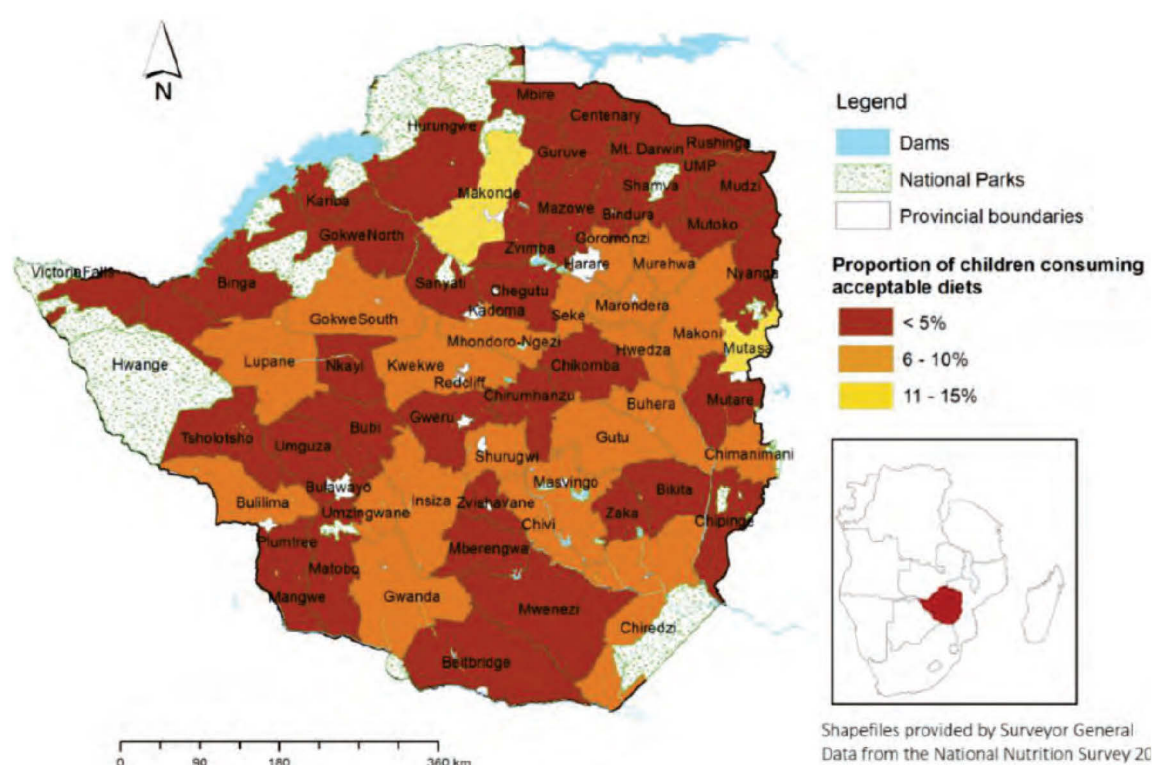 N
Mbire
Centenary
Hurungwe
Guruve
Mt. Darwin
Rushinga
UMP
Shamva
Mudzi
Makonde
Kariba
Mazowe
Bindura
Mutoko
GokweNorth
Zvimba
Goromonzi
Harare
Murehwa
VictoriaFalls
Binga
Sanyati
Chegutu
Nyanga
Kadoma
Marondera
GokweSouth
Seke
Makoni
Mutasa
Mhondoro-Ngezi
Hwedza
Hwange
Lupane
Nkayi
Kwekwe
Chikomba
Redcliff
Chirumhanzu
Buhera
Mutare
Gweru
Tsholotsho
Umguza
Bubi
Gutu
Shurugwi
Chimanimani
Masvingo
Bulawayo
Bulilima
Insiza
Zvishavane
Bikita
Umzingwane
Chivi
Zaka
Chipinge
Plumtree
Mberengwa
Matobo
Mangwe
Gwanda
Mwenezi
Chiredzi
Beitbridge
0 90 180 360 km
Legend
Dams
National Parks
Provincial boundaries
Proportion of children consuming
acceptable diets
< 5%
6 - 10%
11 - 15%
Shapefiles provided by Surveyor General
Data from the National Nutrition Survey 20